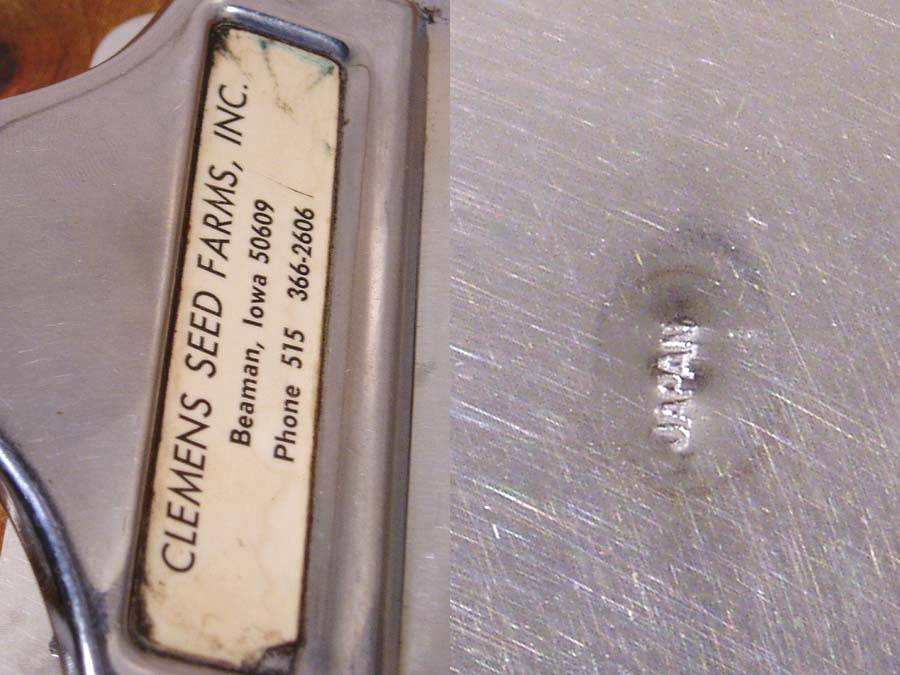 CLEMENS SEED FARMS, INC.
Beaman, Iowa 50609
Phone 515 366-2606
JAPAN